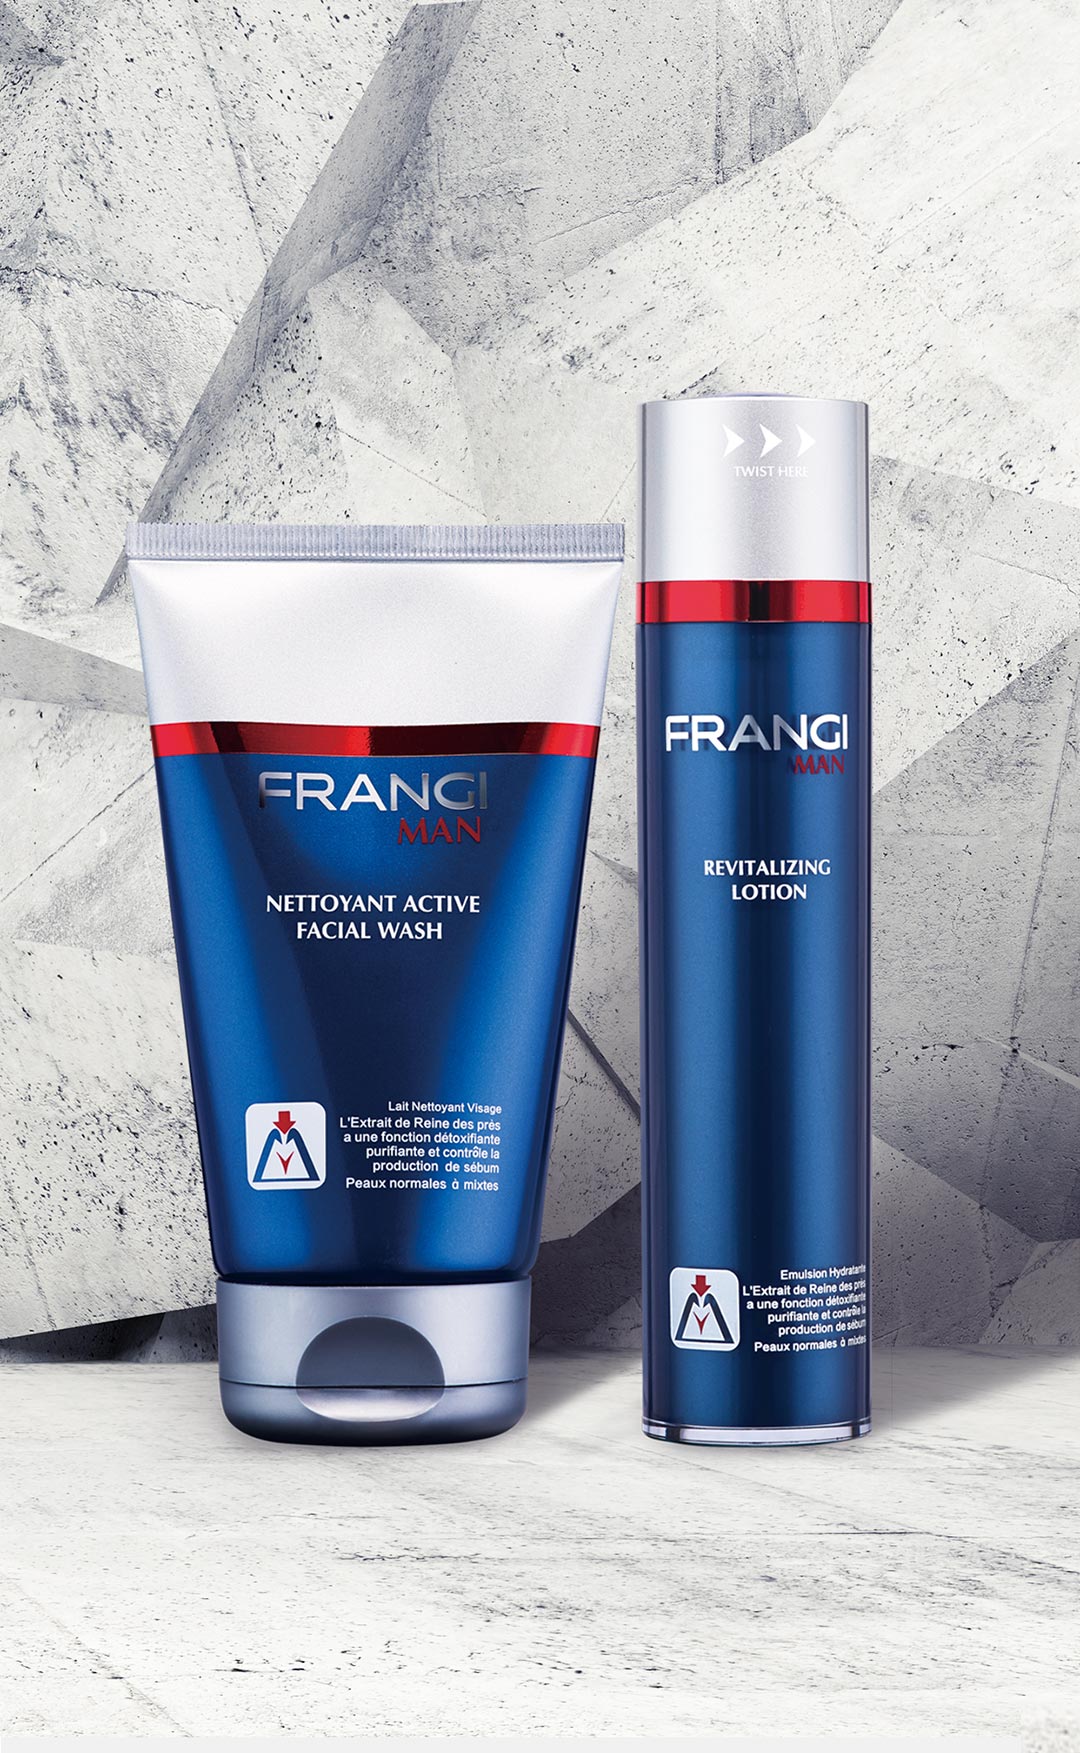 FRANGI
MAN
NETTOYANT ACTIVE
FACIAL WASH
Lait Nettoyant Visage
L'Extrait de Reine des près
a une fonction détoxifiante
purifiante et contrôle la
production de sébum
Peaux normales à mixtes
TWIST HERE
FRANGI
MAN
REVITALIZING
LOTION
Emulsion Hydratante
L'Extrait de Reine des près
a une fonction détoxifiante
purifiante et contrôle la
production de sébum
Peaux normales à mixtes